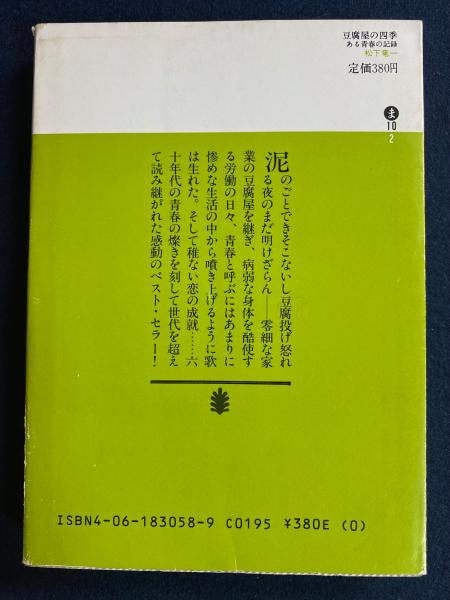 豆腐屋の四季
ある青春の記録
松下竜一
定価380円
ま
10
2
泥のごとできそこないし豆腐投げ怒れ
る夜のまだ明けざらん――零細な家
業の豆腐屋を継ぎ、病弱な身体を酷使す
る労働の日々、青春と呼ぶにはあまりに
惨めな生活の中から噴き上げるように歌
は生れた。そして稚ない恋の成就……六
十年代の青春の燦きを刻して世代を超え
て読み継がれた感動のベスト・セラー!
ISBN4-06-183058-9 C0195 ¥380E (0)